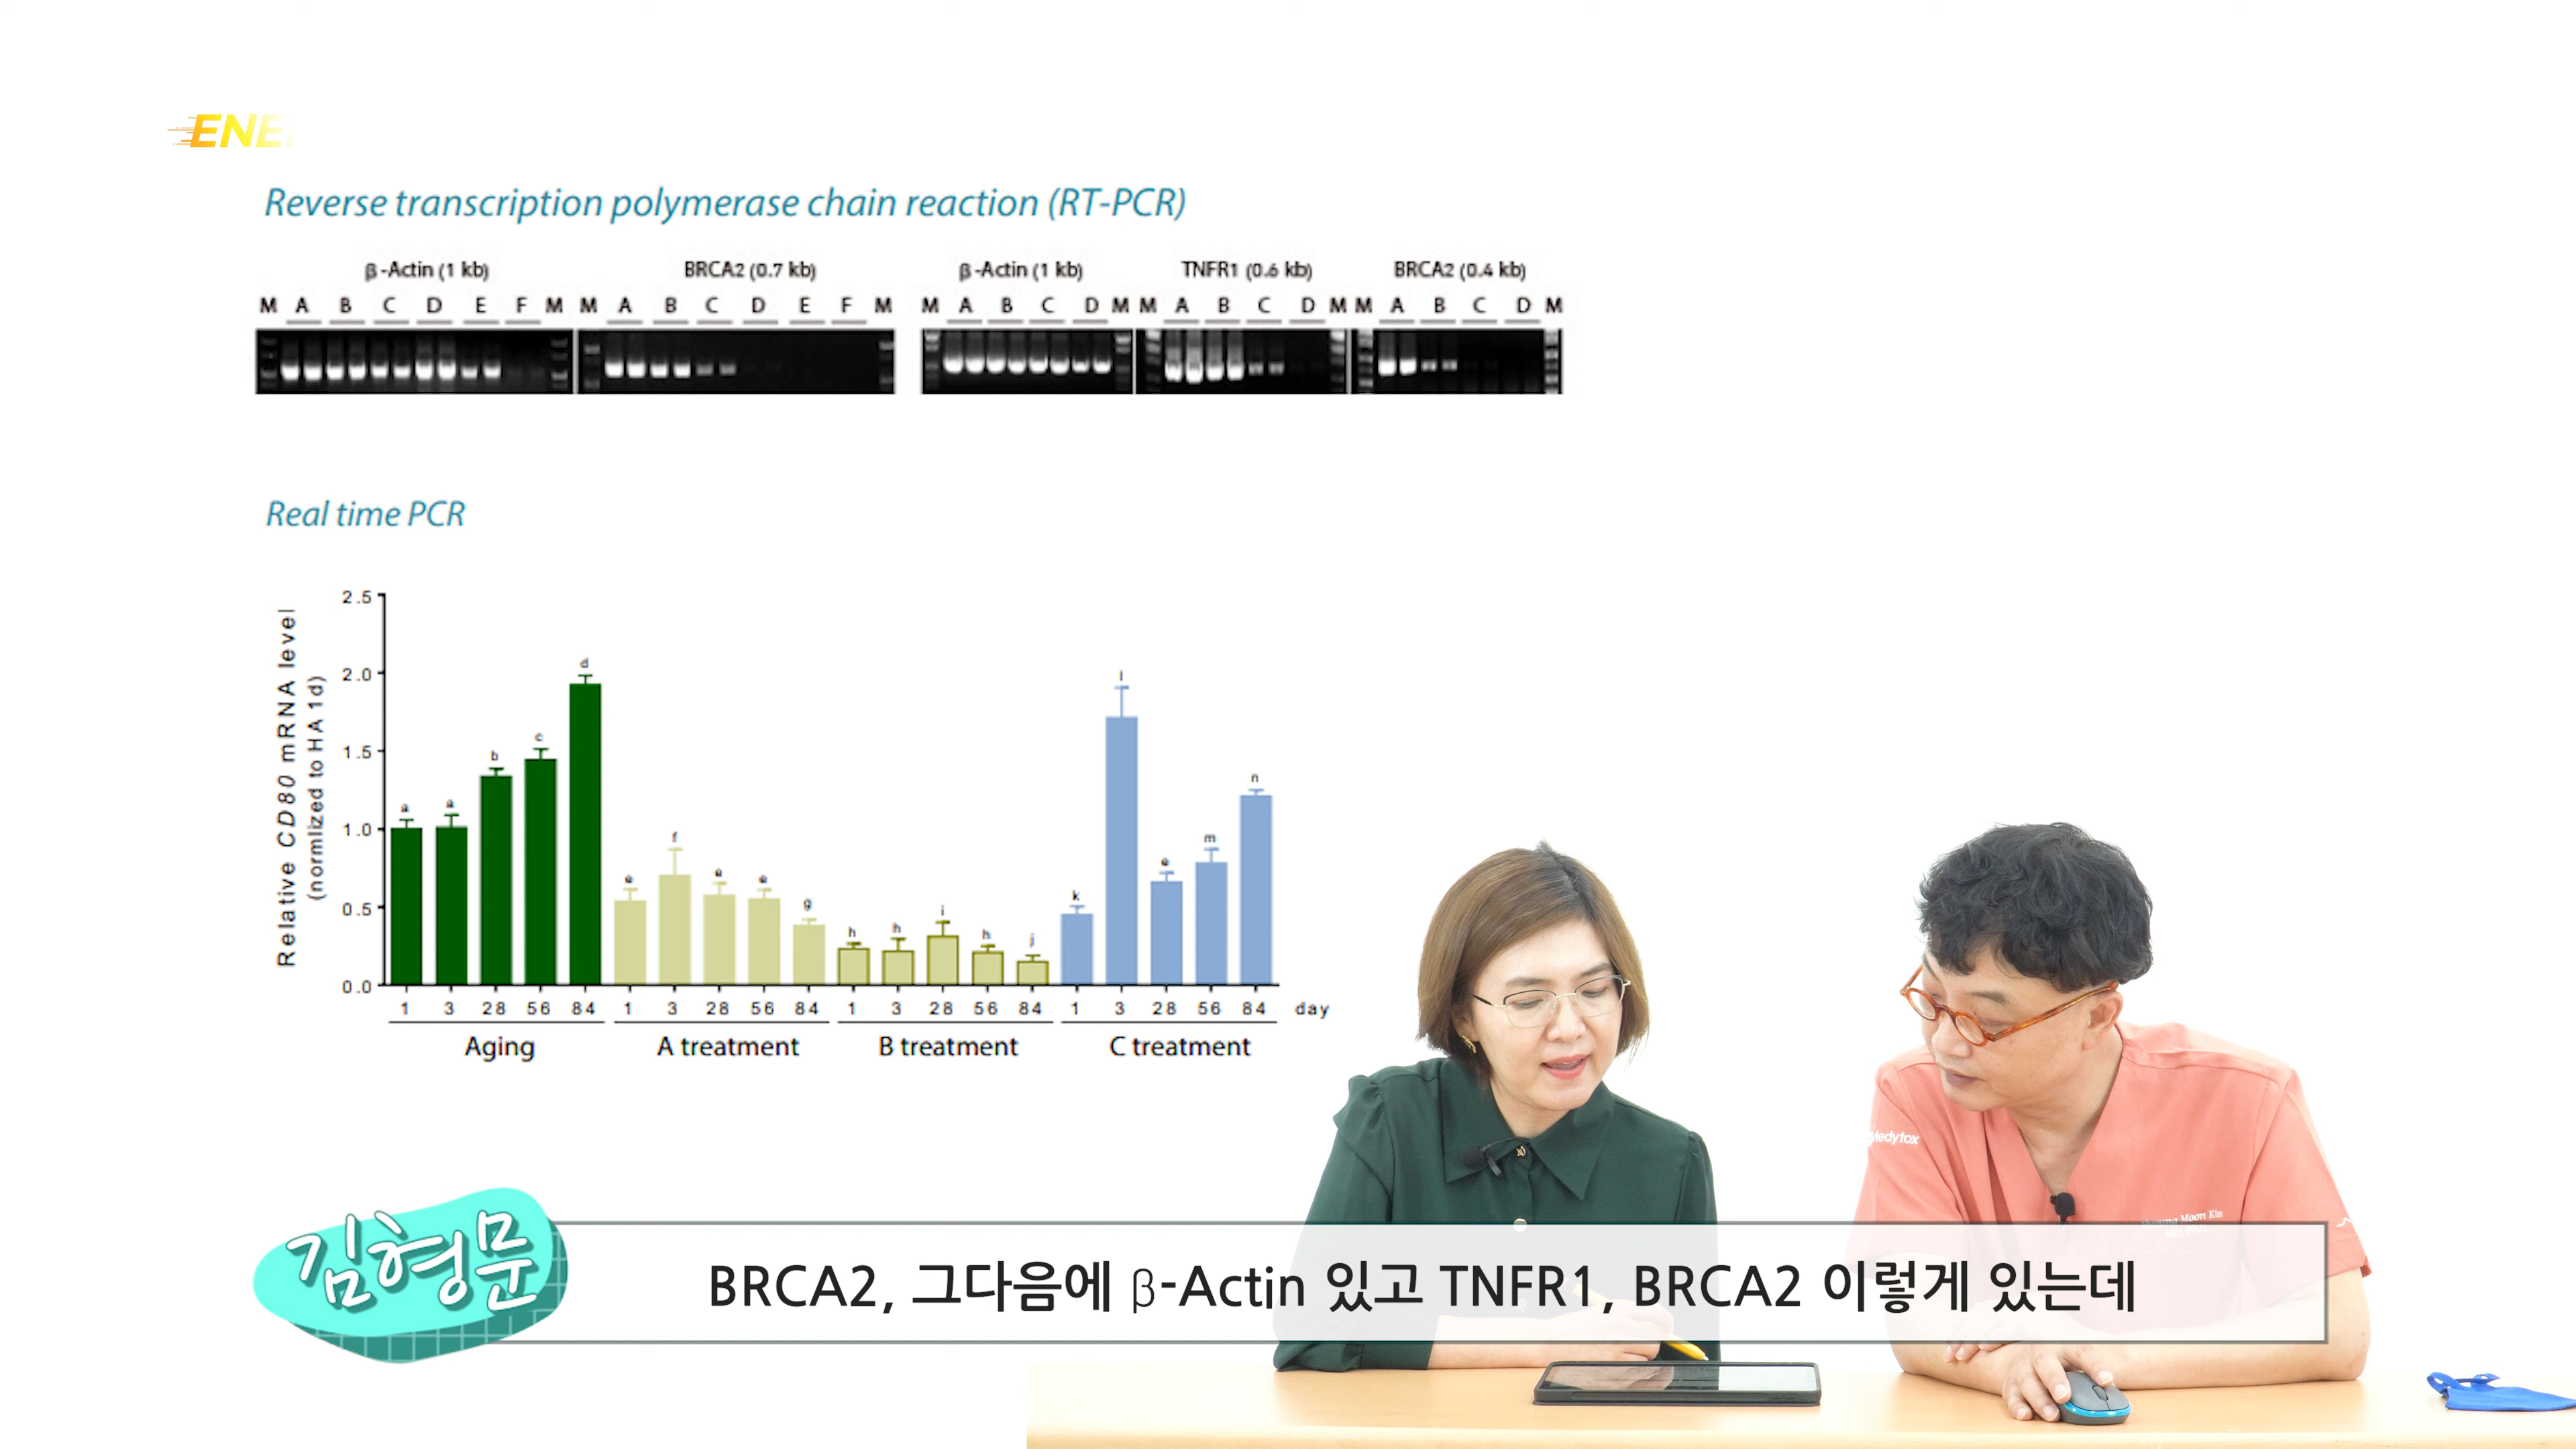 ENE
Reverse transcription polymerase chain reaction (RT-PCR)
β-Actin (1 kb) BRCA2 (0.7 kb) β-Actin (1 kb) TNFR1 (0.6 kb) BRCA2 (0.4 kb)
M A B C D E F M M A B C D E F M M A B C D M M A B C D M M A B C D M
Real time PCR
Relative CD80 mRNA level
(normlized to HA 1d)
2.5
2.0
1.5
1.0
0.5
0.0
a a b c d e f e e g h h i h j k l e m n
1 3 28 56 84 1 3 28 56 84 1 3 28 56 84 1 3 28 56 84 day
Aging A treatment B treatment C treatment
Medytox
Moon Kim
김형문
BRCA2, 그다음에 β-Actin 있고 TNFR1, BRCA2 이렇게 있는데